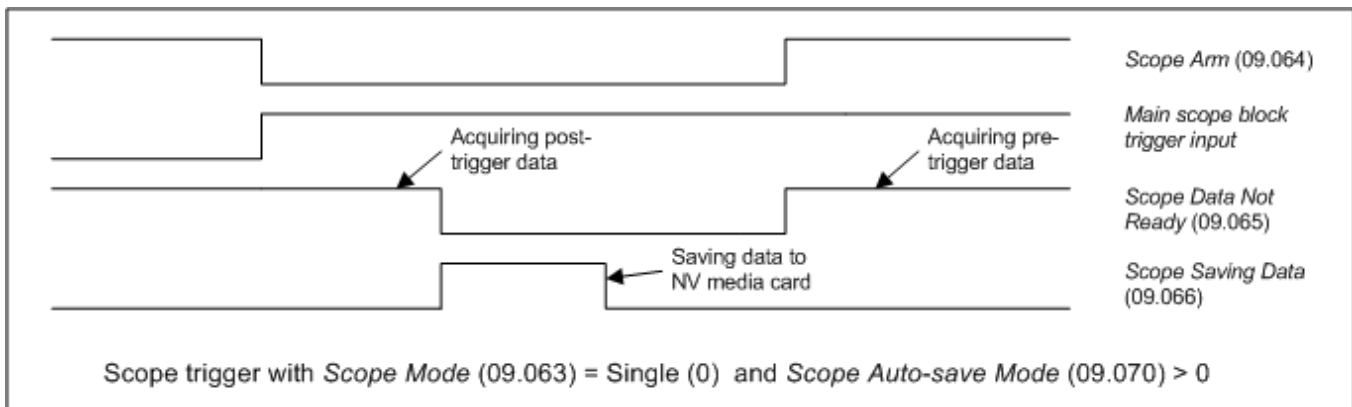 Scope Arm (09.064)
Main scope block
trigger input
Acquiring post-
trigger data
Acquiring pre-
trigger data
Scope Data Not
Ready (09.065)
Saving data to
NV media card
Scope Saving Data
(09.066)
Scope trigger with Scope Mode (09.063) = Single (0) and Scope Auto-save Mode (09.070) > 0